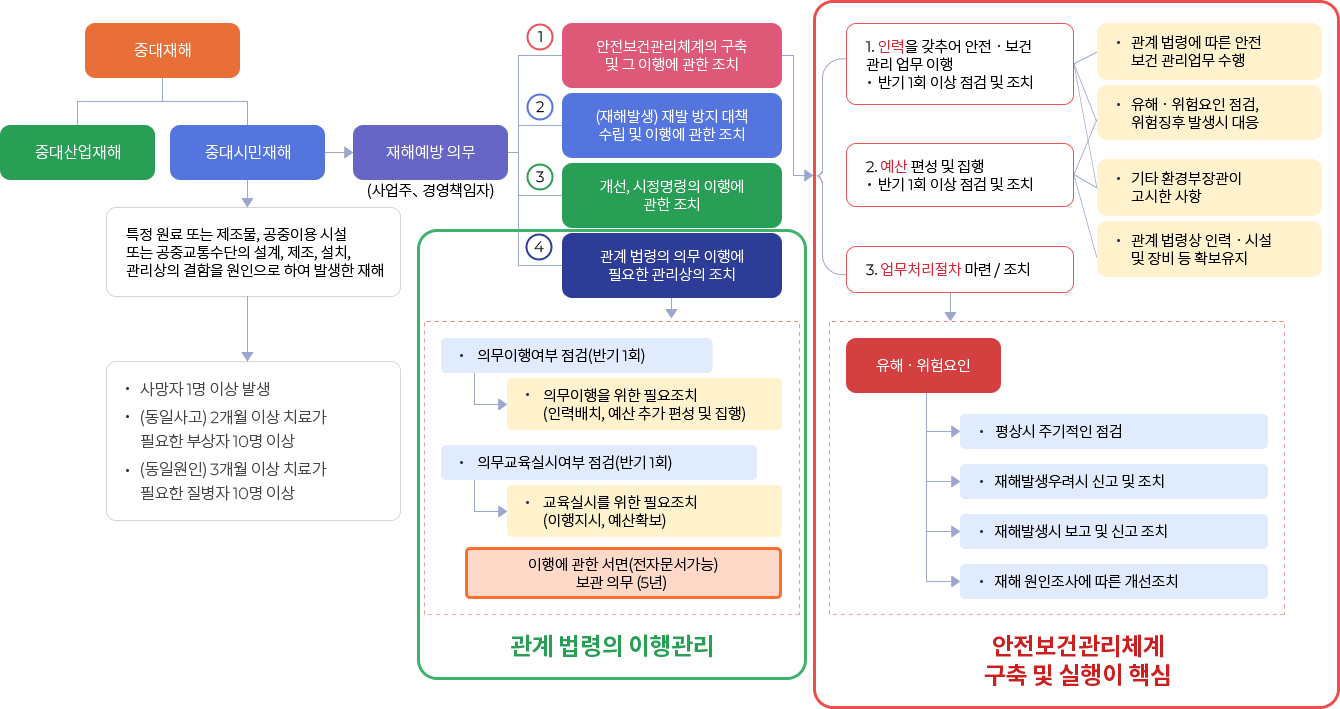 중대재해
중대산업재해
중대시민재해
재해예방 의무
(사업주、경영책임자)
특정 원료 또는 제조물, 공중이용 시설
또는 공중교통수단의 설계, 제조, 설치,
관리상의 결함을 원인으로 하여 발생한 재해
• 사망자 1명 이상 발생
• (동일사고) 2개월 이상 치료가
필요한 부상자 10명 이상
• (동일원인) 3개월 이상 치료가
필요한 질병자 10명 이상
1
안전보건관리체계의 구축
및 그 이행에 관한 조치
2
(재해발생) 재발 방지 대책
수립 및 이행에 관한 조치
3
개선, 시정명령의 이행에
관한 조치
4
관계 법령의 의무 이행에
필요한 관리상의 조치
• 의무이행여부 점검(반기 1회)
• 의무이행을 위한 필요조치
(인력배치, 예산 추가 편성 및 집행)
• 의무교육실시여부 점검(반기 1회)
• 교육실시를 위한 필요조치
(이행지시, 예산확보)
이행에 관한 서면(전자문서가능)
보관 의무 (5년)
관계 법령의 이행관리
1. 인력을 갖추어 안전ㆍ보건
관리 업무 이행
• 반기 1회 이상 점검 및 조치
2. 예산 편성 및 집행
• 반기 1회 이상 점검 및 조치
3. 업무처리절차 마련 / 조치
• 관계 법령에 따른 안전
보건 관리업무 수행
• 유해ㆍ위험요인 점검,
위험징후 발생시 대응
• 기타 환경부장관이
고시한 사항
• 관계 법령상 인력ㆍ시설
및 장비 등 확보유지
유해ㆍ위험요인
• 평상시 주기적인 점검
• 재해발생우려시 신고 및 조치
• 재해발생시 보고 및 신고 조치
• 재해 원인조사에 따른 개선조치
안전보건관리체계
구축 및 실행이 핵심